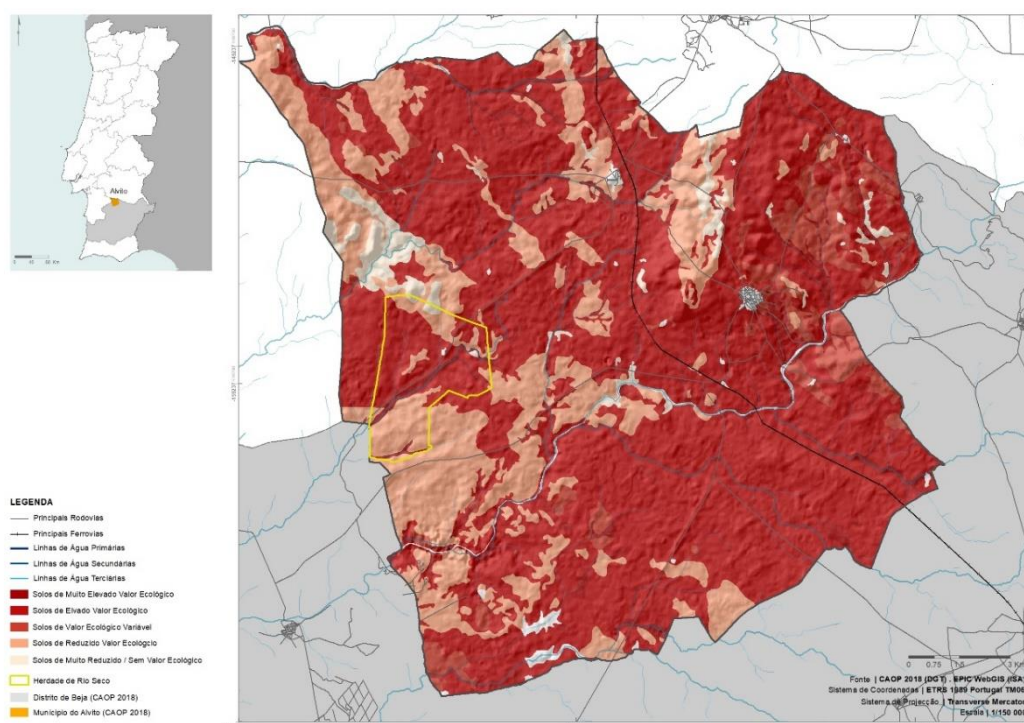 Alvito
LEGENDA
Principais Rodovias
Principais Ferrovias
Linhas de Água Primárias
Linhas de Água Secundárias
Linhas de Água Terciárias
Solos de Muito Elevado Valor Ecológico
Solos de Elvado Valor Ecológico
Solos de Valor Ecológico Variável
Solos de Reduzido Valor Ecológcio
Solos de Muito Reduzido / Sem Valor Ecológico
Herdade de Rio Seco
Distrito de Beja (CAOP 2018)
Município do Alvito (CAOP 2018)
0 0.75 1.5 3 Km
Fonte | CAOP 2018 (DGT) . EPIC WebGIS (ISA)
Sistema de Coordenadas | ETRS 1989 Portugal TM06
Sistema de Projecção | Transverse Mercator
Escala | 1/150 000